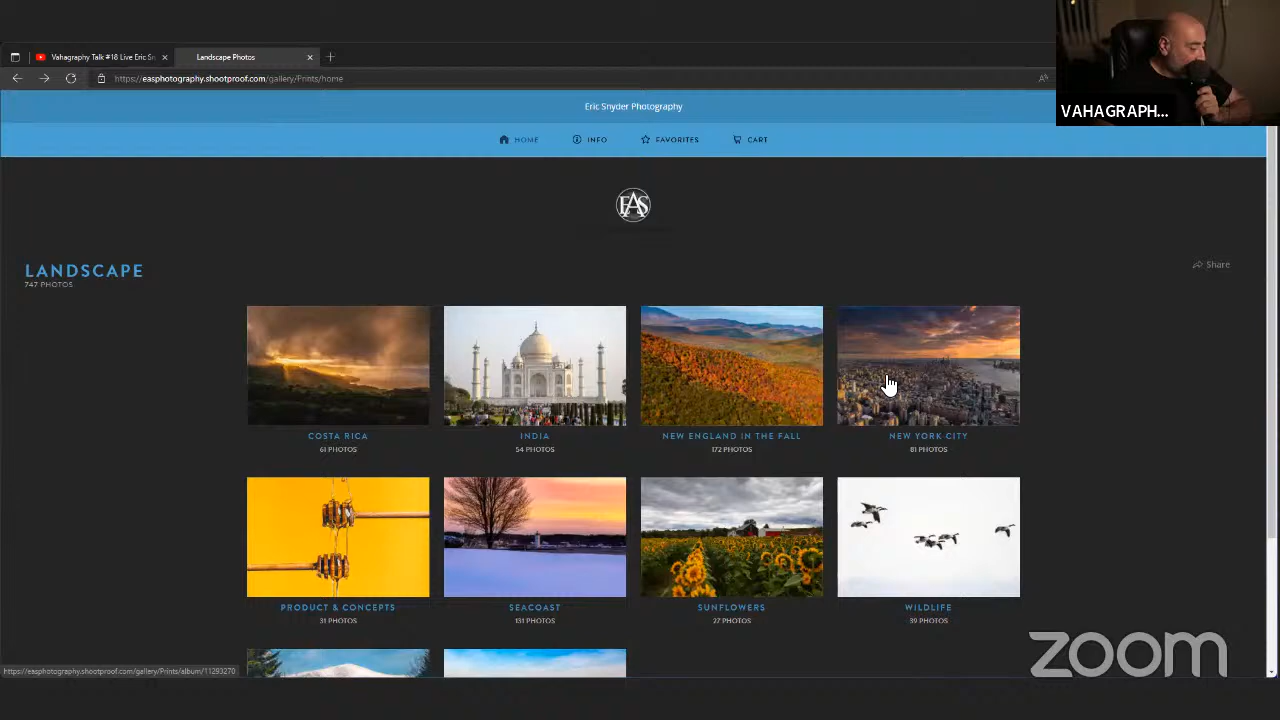 Vahagraphy Talk #18 Live Eric Sn
Landscape Photos
https://easphotography.shootproof.com/gallery/Prints/home
VAHAGRAPH...
Eric Snyder Photography
HOME
INFO
FAVORITES
CART
EAS
LANDSCAPE
747 PHOTOS
Share
COSTA RICA
INDIA
NEW ENGLAND IN THE FALL
NEW YORK CITY
61 PHOTOS
54 PHOTOS
172 PHOTOS
81 PHOTOS
PRODUCT & CONCEPTS
SEACOAST
SUNFLOWERS
WILDLIFE
31 PHOTOS
131 PHOTOS
27 PHOTOS
39 PHOTOS
https://easphotography.shootproof.com/gallery/Prints/album/11293270
zoom